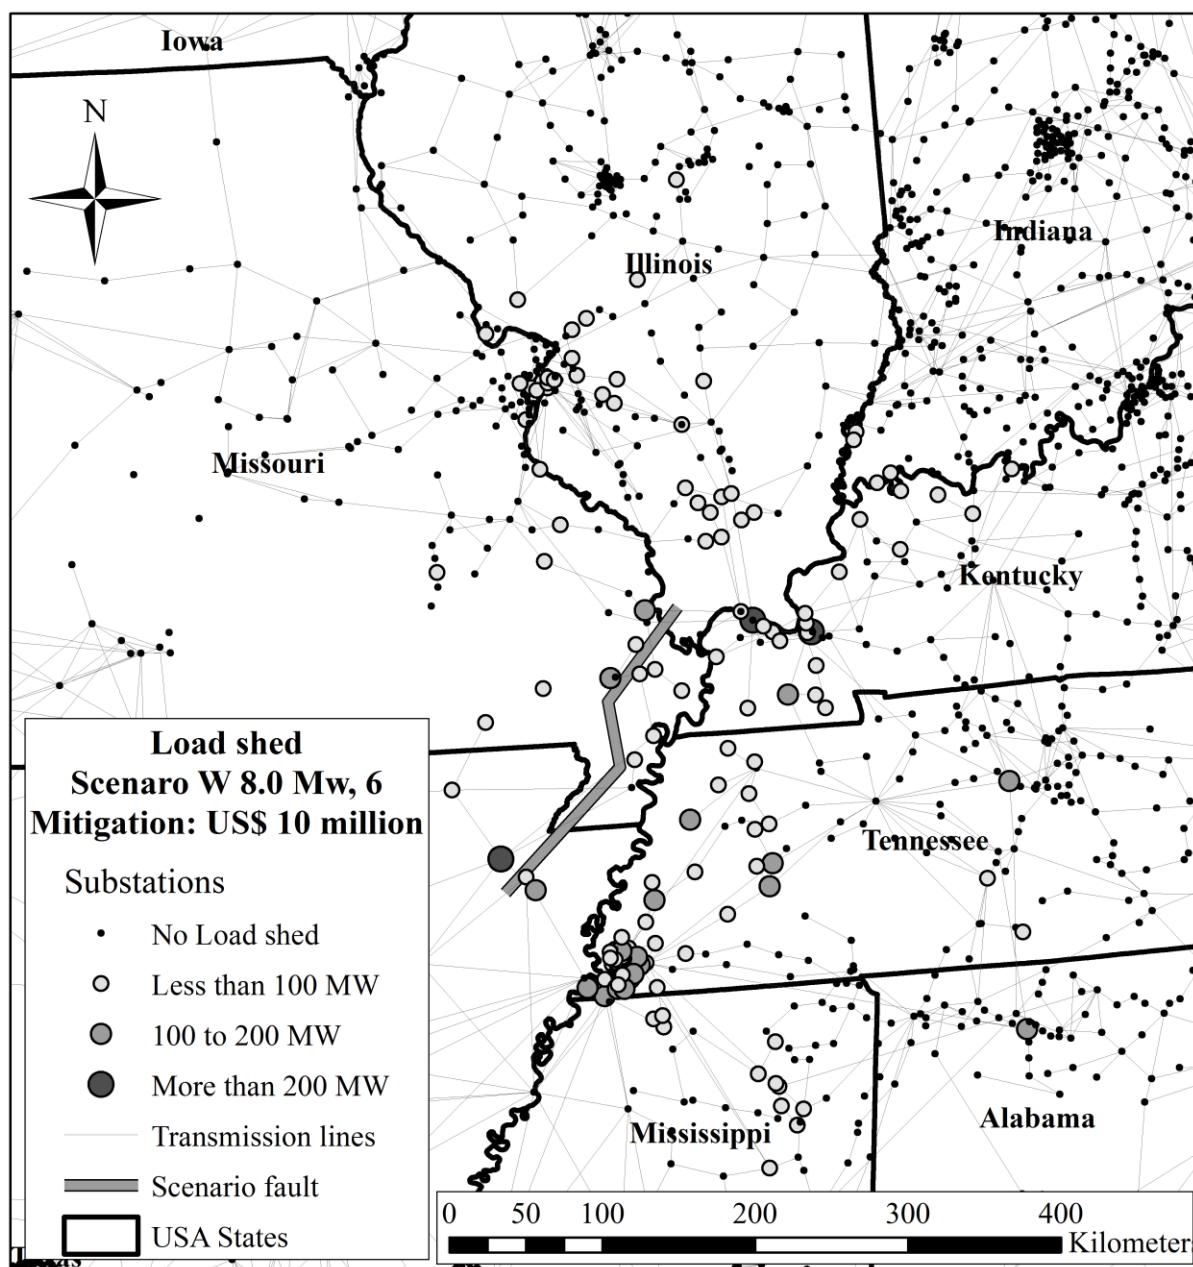 Iowa
N
Indiana
Illinois
Missouri
Kentucky
Load shed
Scenaro W 8.0 Mw, 6
Mitigation: US$ 10 million
Tennessee
Substations
No Load shed
Less than 100 MW
100 to 200 MW
More than 200 MW
Transmission lines
Scenario fault
USA States
Alabama
Mississippi
0 50 100 200 300 400
Kilometers